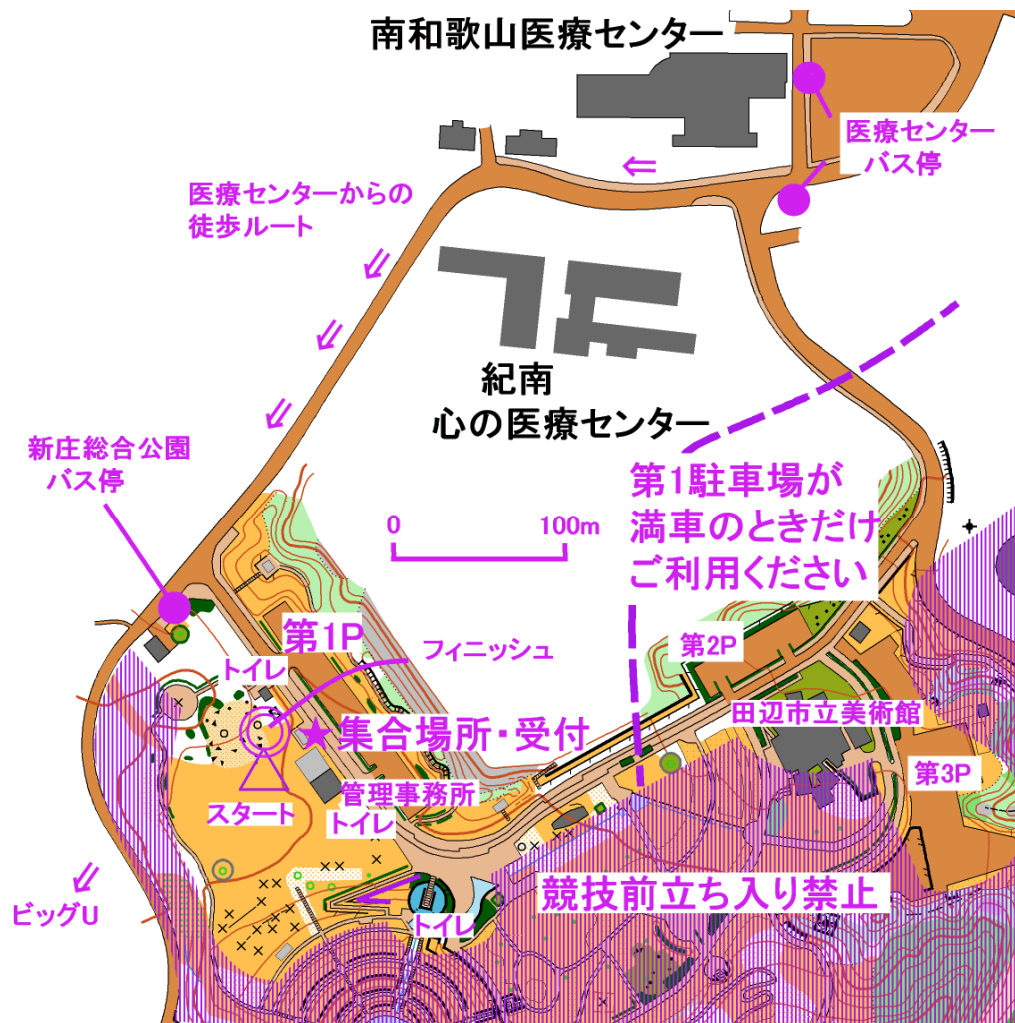 南和歌山医療センター
医療センター
バス停
医療センターからの
徒歩ルート
紀南
心の医療センター
新庄総合公園
バス停
第1駐車場が
満車のときだけ
ご利用ください
0 100m
第1P
フィニッシュ
第2P
トイレ
田辺市立美術館
★集合場所・受付
第3P
管理事務所
スタート
トイレ
競技前立ち入り禁止
ビッグU
トイレ